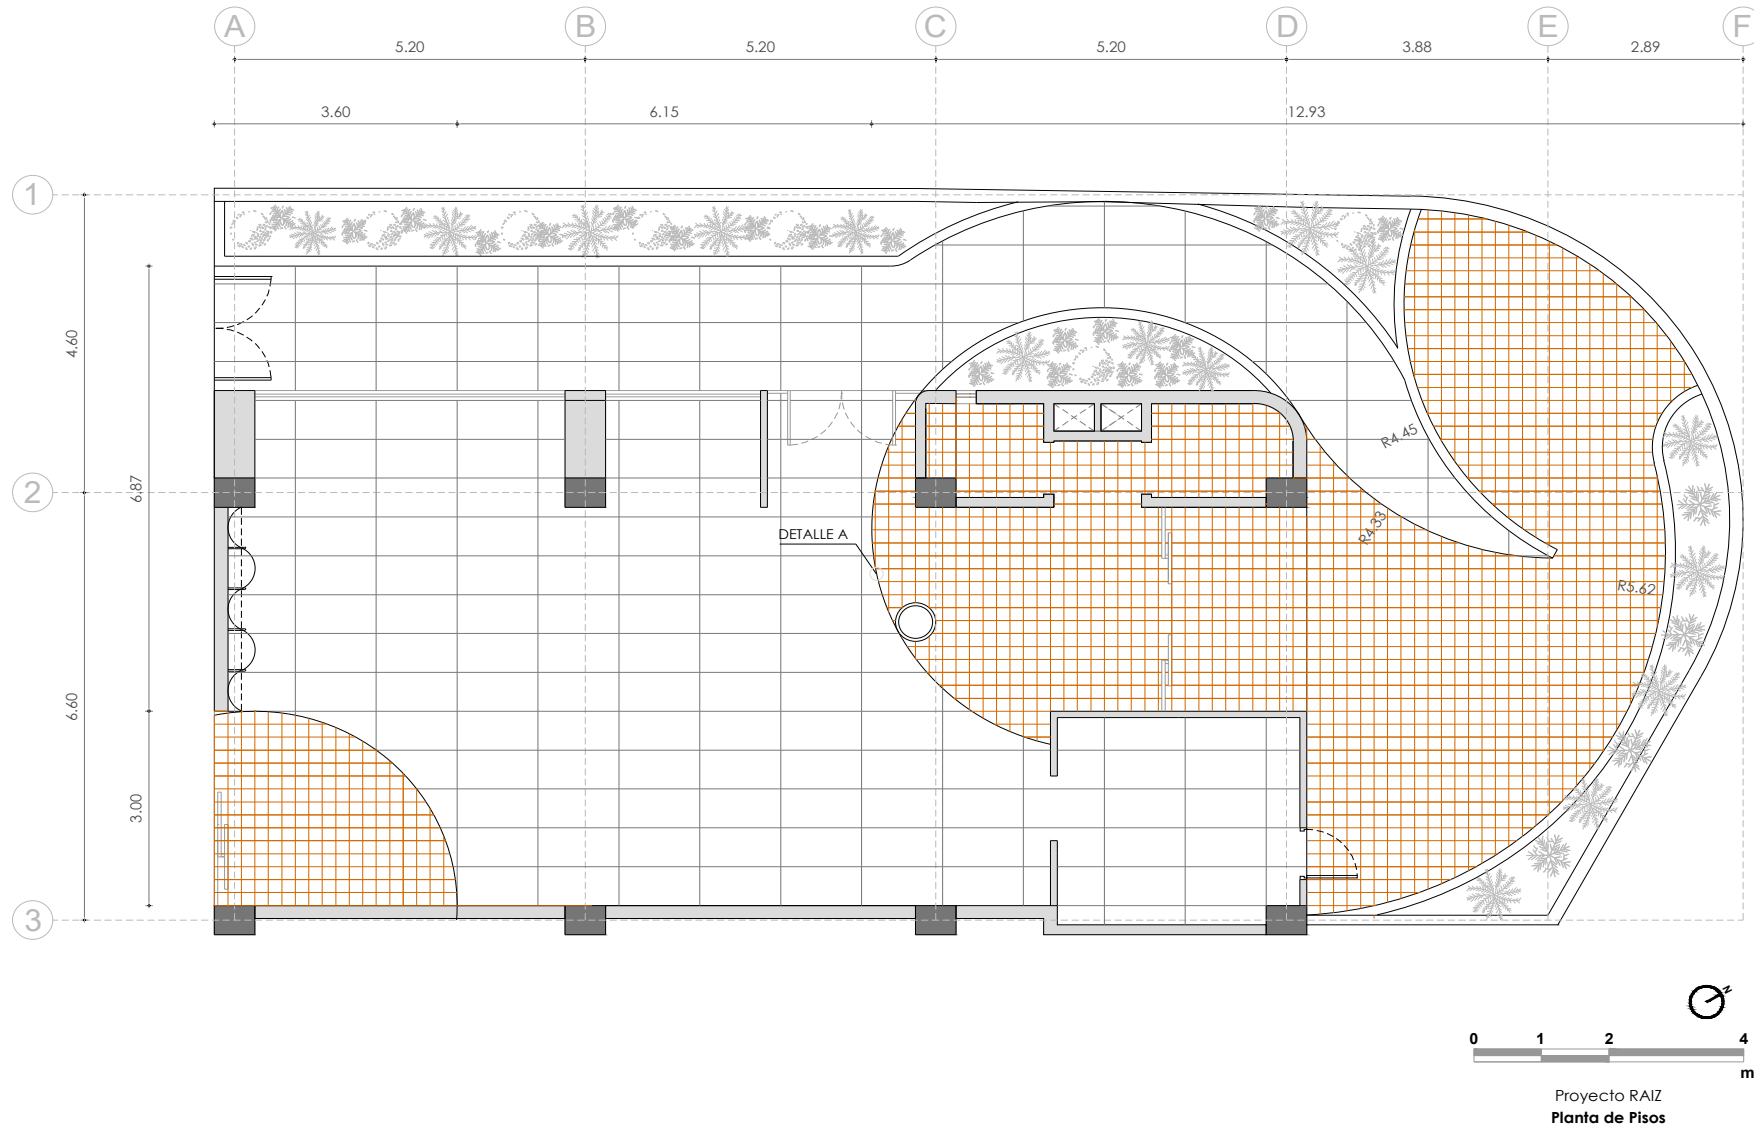 A B C D E F
5.20 5.20 5.20 3.88 2.89
3.60 6.15 12.93
1
4.60
R4.45
6.87
2
DETALLE A
R4.33
R5.62
6.60
3.00
3
N
0 1 2 4
m
Proyecto RAIZ
Planta de Pisos